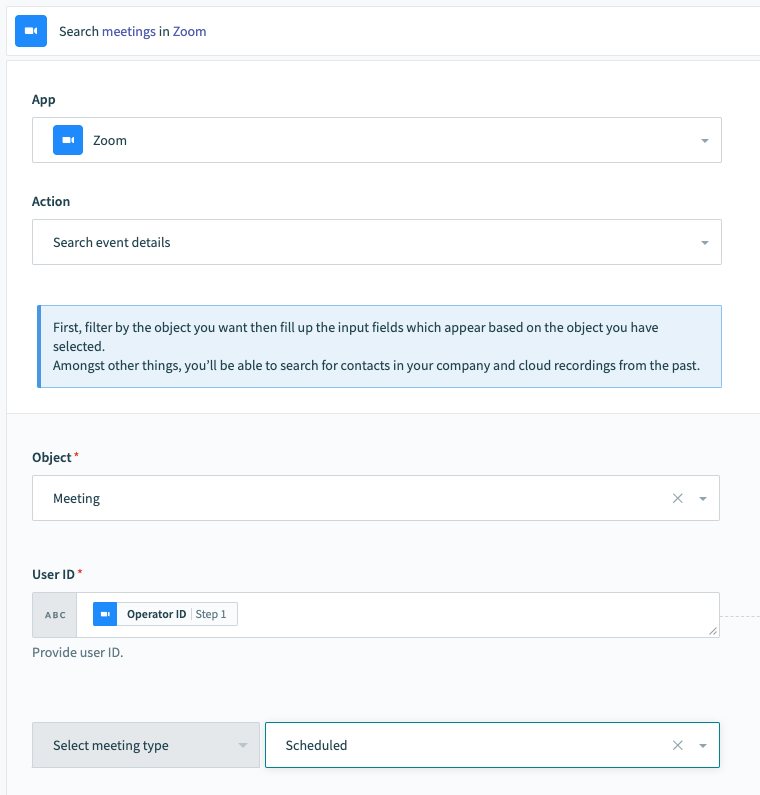 Search meetings in Zoom
App
Zoom
Action
Search event details
First, filter by the object you want then fill up the input fields which appear based on the object you have
selected.
Amongst other things, you’ll be able to search for contacts in your company and cloud recordings from the past.
Object *
Meeting
User ID *
ABC Operator ID Step 1
Provide user ID.
Select meeting type Scheduled